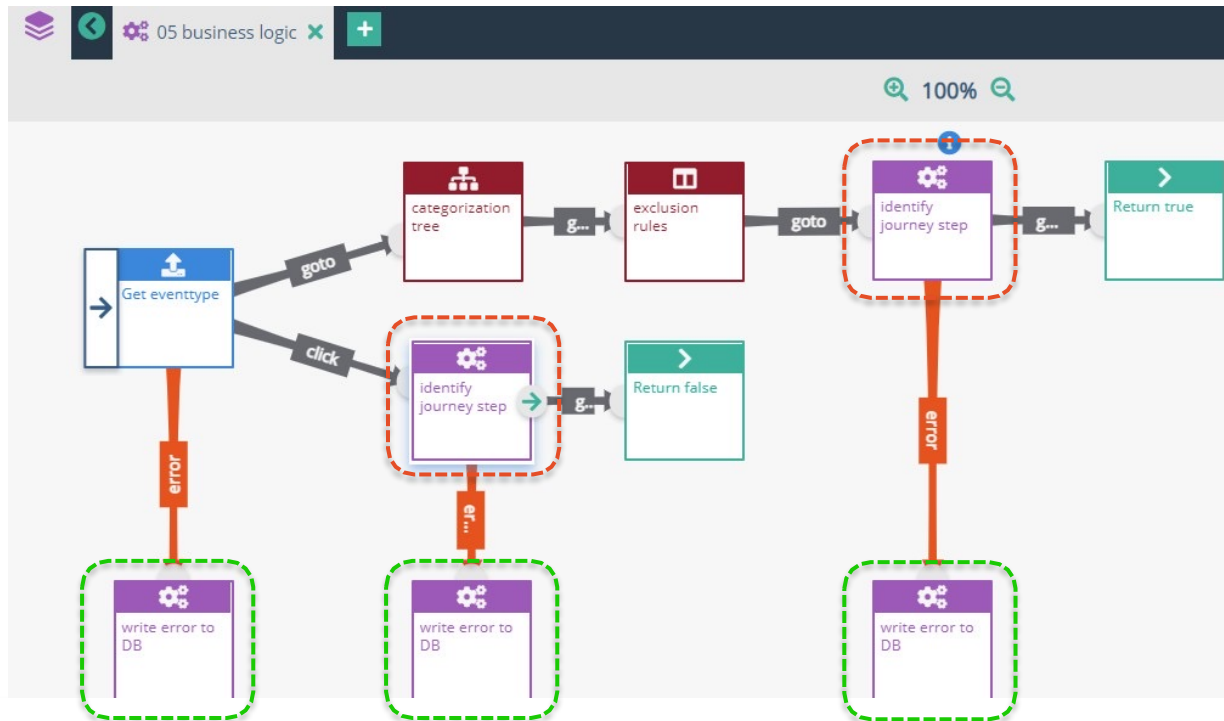 05 business logic
100%
categorization
tree
g...
exclusion
rules
goto
identify
journey step
g...
Return true
goto
Get eventtype
click
identify
journey step
g...
Return false
error
er...
error
write error to
DB
write error to
DB
write error to
DB